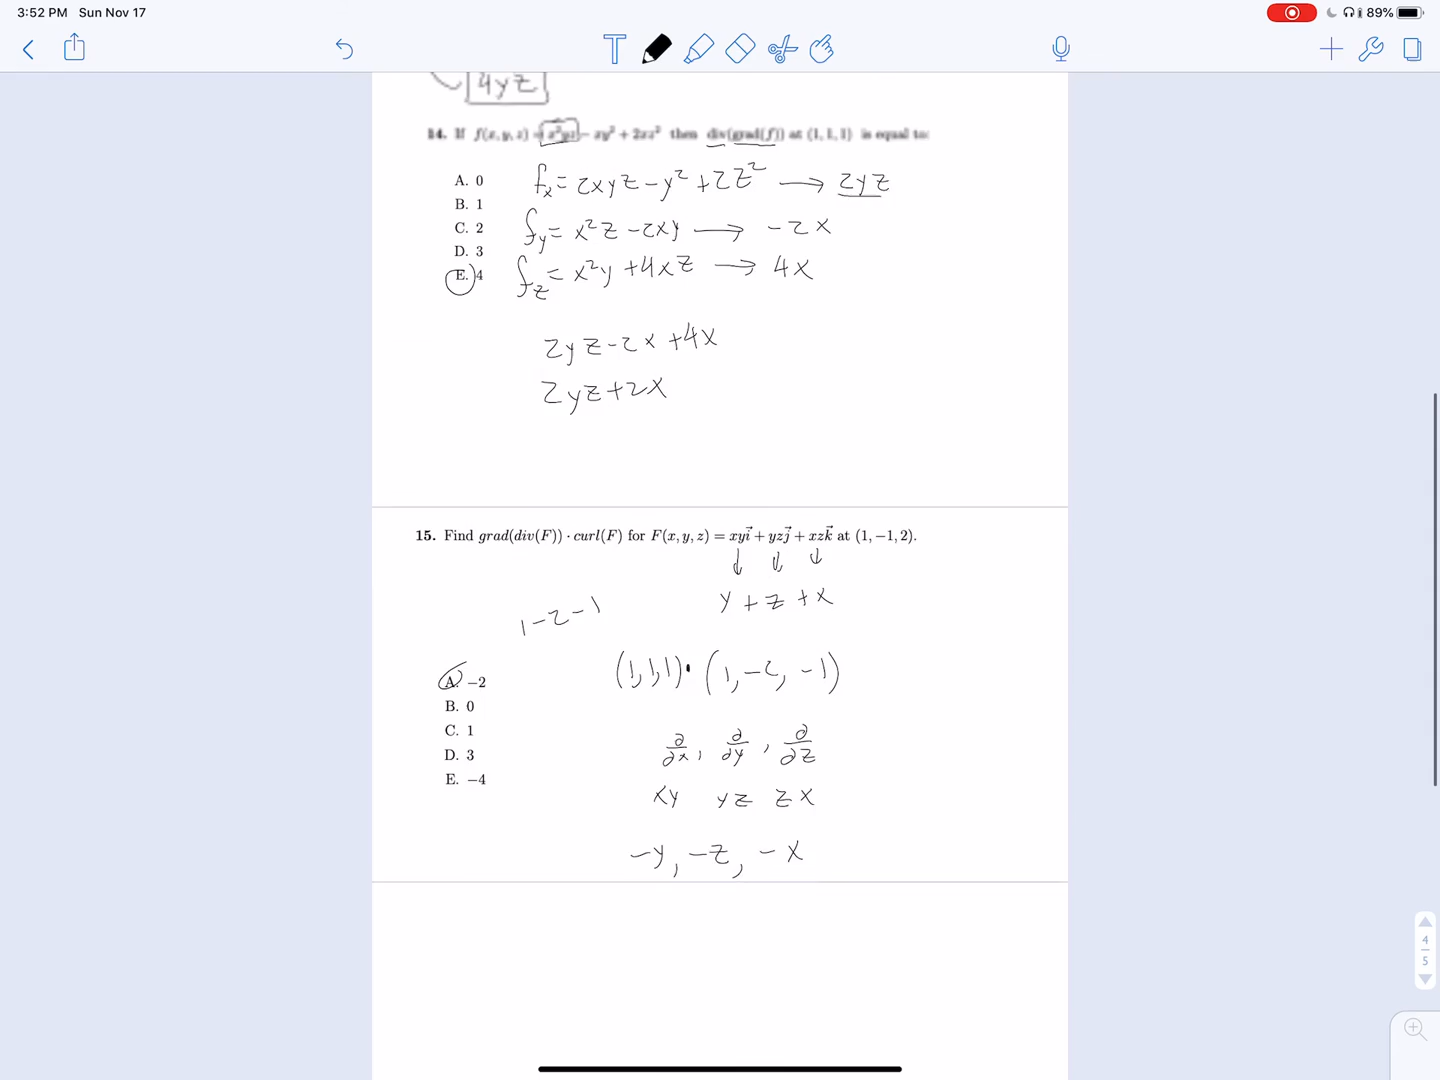 3:52 PM Sun Nov 17
89%
4yz
14. If f(x, y, z) = x²yz − xy² + 2xz² then div(grad(f)) at (1, 1, 1) is equal to:
A. 0
B. 1
C. 2
D. 3
E. 4
fx = 2xyz − y² + 2z² → 2yz
fy = x²z − 2xy → −2x
fz = x²y + 4xz → 4x
2yz − 2x + 4x
2yz + 2x
15. Find grad(div(F)) · curl(F) for F(x, y, z) = xyi⃗ + yzj⃗ + xzk⃗ at (1, −1, 2).
↓ ↓ ↓
y + z + x
1 − 2 − 1
(1,1,1) · (1, −2, −1)
A. −2
B. 0
C. 1
D. 3
E. −4
∂/∂x, ∂/∂y, ∂/∂z
xy yz zx
−y, −z, −x
4
5